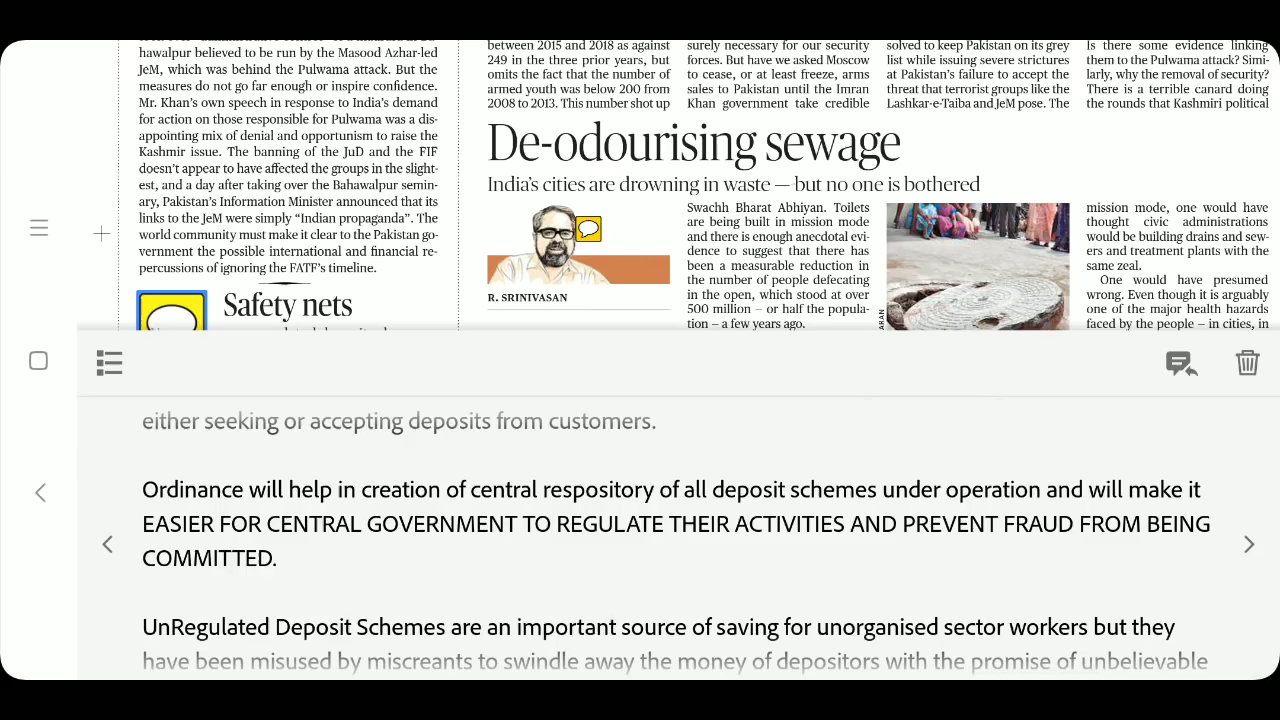 hawalpur believed to be run by the Masood Azhar-led
JeM, which was behind the Pulwama attack. But the
measures do not go far enough or inspire confidence.
Mr. Khan's own speech in response to India's demand
for action on those responsible for Pulwama was a dis-
appointing mix of denial and opportunism to raise the
Kashmir issue. The banning of the JuD and the FIF
doesn't appear to have affected the groups in the slight-
est, and a day after taking over the Bahawalpur semin-
ary, Pakistan's Information Minister announced that its
links to the JeM were simply "Indian propaganda". The
world community must make it clear to the Pakistan go-
vernment the possible international and financial re-
percussions of ignoring the FATF's timeline.
Safety nets
between 2015 and 2018 as against
249 in the three prior years, but
omits the fact that the number of
armed youth was below 200 from
2008 to 2013. This number shot up
surely necessary for our security
forces. But have we asked Moscow
to cease, or at least freeze, arms
sales to Pakistan until the Imran
Khan government take credible
solved to keep Pakistan on its grey
list while issuing severe strictures
at Pakistan's failure to accept the
threat that terrorist groups like the
Lashkar-e-Taiba and JeM pose. The
Is there some evidence linking
them to the Pulwama attack? Simi-
larly, why the removal of security?
There is a terrible canard doing
the rounds that Kashmiri political
De-odourising sewage
India's cities are drowning in waste — but no one is bothered
R. SRINIVASAN
Swachh Bharat Abhiyan. Toilets
are being built in mission mode
and there is enough anecdotal evi-
dence to suggest that there has
been a measurable reduction in
the number of people defecating
in the open, which stood at over
500 million – or half the popula-
tion – a few years ago.
ARAN
mission mode, one would have
thought civic administrations
would be building drains and sew-
ers and treatment plants with the
same zeal.
One would have presumed
wrong. Even though it is arguably
one of the major health hazards
faced by the people – in cities, in
either seeking or accepting deposits from customers.
Ordinance will help in creation of central respository of all deposit schemes under operation and will make it
EASIER FOR CENTRAL GOVERNMENT TO REGULATE THEIR ACTIVITIES AND PREVENT FRAUD FROM BEING
COMMITTED.
UnRegulated Deposit Schemes are an important source of saving for unorganised sector workers but they
have been misused by miscreants to swindle away the money of depositors with the promise of unbelievable